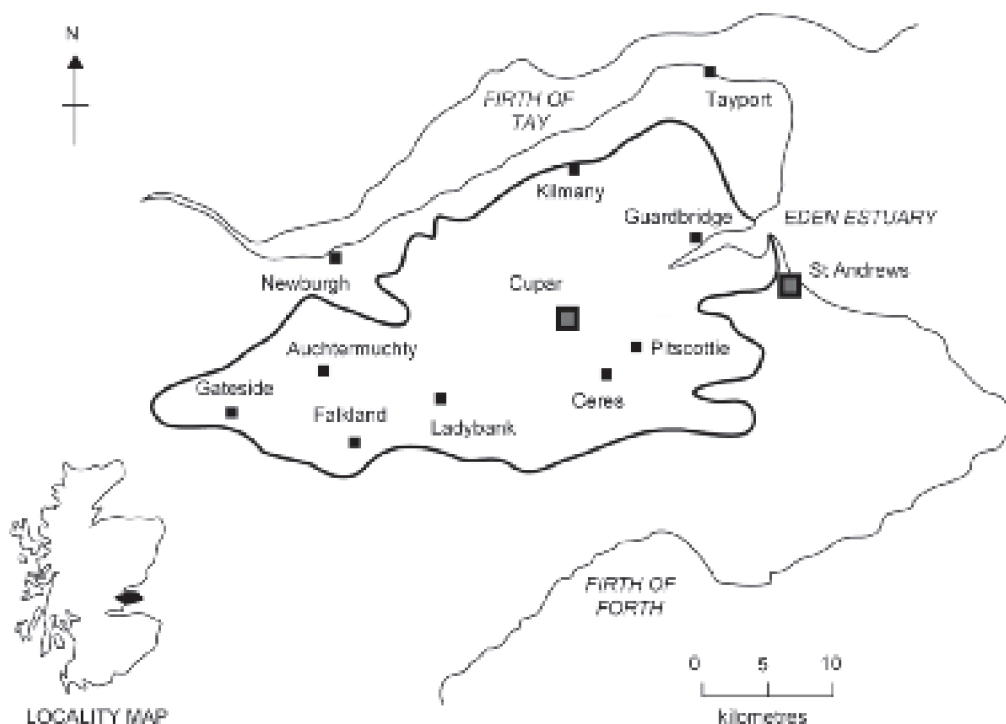 N
FIRTH OF
TAY
Tayport
Kilmany
Guardbridge
EDEN ESTUARY
Newburgh
St Andrews
Cupar
Auchtermuchty
Pitscottie
Gateside
Falkland
Ladybank
Ceres
FIRTH OF
FORTH
0 5 10
kilometres
LOCALITY MAP